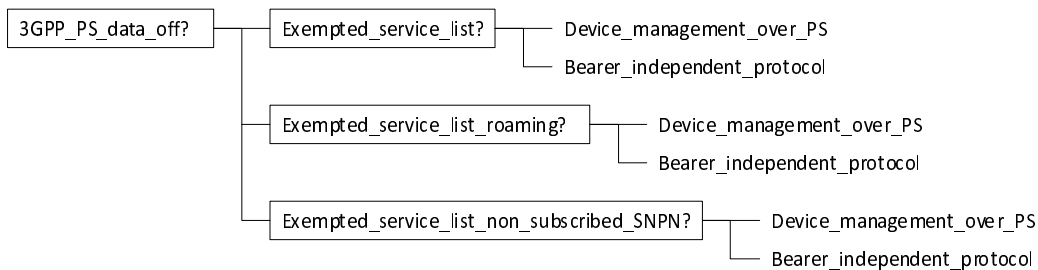 3GPP_PS_data_off?
Exempted_service_list?
Device_management_over_PS
Bearer_independent_protocol
Exempted_service_list_roaming?
Device_management_over_PS
Bearer_independent_protocol
Exempted_service_list_non_subscribed_SNPN?
Device_management_over_PS
Bearer_independent_protocol